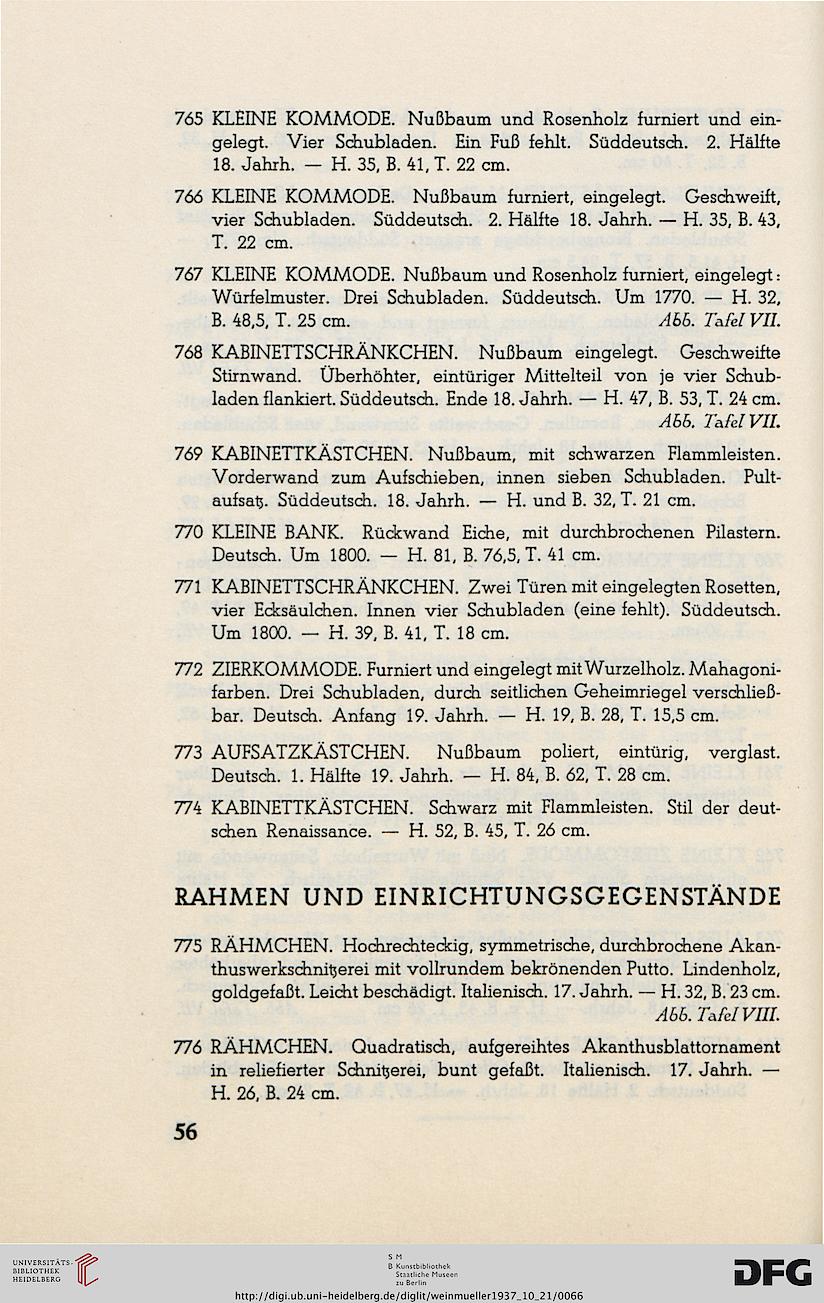 765 KLEINE KOMMODE. Nußbaum und Rosenholz furniert und ein-
gelegt. Vier Schubladen. Ein Fuß fehlt. Süddeutsch. 2. Hälfte
18. Jahrh. — H. 35, B. 41, T. 22 cm.
766 KLEINE KOMMODE. Nußbaum furniert, eingelegt. Geschweift,
vier Schubladen. Süddeutsch. 2. Hälfte 18. Jahrh. — H. 35, B. 43,
T. 22 cm.
767 KLEINE KOMMODE. Nußbaum und Rosenholz furniert, eingelegt:
Würfelmuster. Drei Schubladen. Süddeutsch. Um 1770. — H. 32,
B. 48,5, T. 25 cm. Abb. Tafel VII.
768 KABINETTSCHRÄNKCHEN. Nußbaum eingelegt. Geschweifte
Stirnwand. Überhöhter, eintüriger Mittelteil von je vier Schub-
laden flankiert. Süddeutsch. Ende 18. Jahrh. — H. 47, B. 53, T. 24 cm.
Abb. Tafel VII.
769 KABINETTKÄSTCHEN. Nußbaum, mit schwarzen Flammleisten.
Vorderwand zum Aufschieben, innen sieben Schubladen. Pult-
aufsatz. Süddeutsch. 18. Jahrh. — H. und B. 32, T. 21 cm.
770 KLEINE BANK. Rückwand Eiche, mit durchbrochenen Pilastern.
Deutsch. Um 1800. — H. 81, B. 76,5, T. 41 cm.
771 KABINETTSCHRÄNKCHEN. Zwei Türen mit eingelegten Rosetten,
vier Ecksäulchen. Innen vier Schubladen (eine fehlt). Süddeutsch.
Um 1800. — H. 39, B. 41, T. 18 cm.
772 ZIERKOMMODE. Furniert und eingelegt mit Wurzelholz. Mahagoni-
farben. Drei Schubladen, durch seitlichen Geheimriegel verschließ-
bar. Deutsch. Anfang 19. Jahrh. — H. 19, B. 28, T. 15,5 cm.
773 AUFSATZKÄSTCHEN. Nußbaum poliert, eintürig, verglast.
Deutsch. 1. Hälfte 19. Jahrh. — H. 84, B. 62, T. 28 cm.
774 KABINETTKÄSTCHEN. Schwarz mit Flammleisten. Stil der deut-
schen Renaissance. — H. 52, B. 45, T. 26 cm.
RAHMEN UND EINRICHTUNGSGEGENSTÄNDE
775 RÄHMCHEN. Hochrechteckig, symmetrische, durchbrochene Akan-
thuswerkschnitzerei mit vollrundem bekrönenden Putto. Lindenholz,
goldgefaßt. Leicht beschädigt. Italienisch. 17. Jahrh. — H. 32, B. 23 cm.
Abb. Tafel VIII.
776 RÄHMCHEN. Quadratisch, aufgereihtes Akanthusblattornament
in reliefierter Schnitzerei, bunt gefaßt. Italienisch. 17. Jahrh. —
H. 26, B. 24 cm.
56
UNIVERSITÄTS-
BIBLIOTHEK
HEIDELBERG
S M
B Kunstbibliothek
Staatliche Museen
zu Berlin
DFG
http://digi.ub.uni-heidelberg.de/diglit/weinmueller1937_10_21/0066